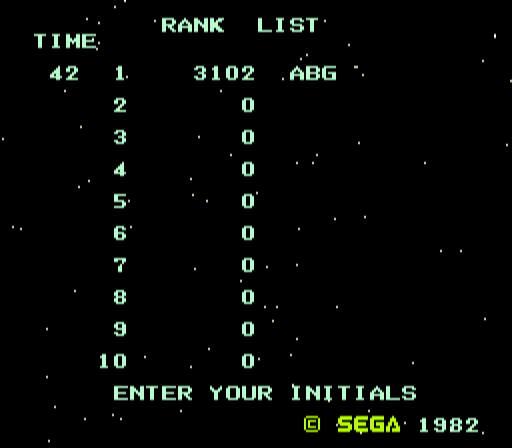 RANK LIST
TIME
42 1 3102 ABG
2 0
3 0
4 0
5 0
6 0
7 0
8 0
9 0
10 0
ENTER YOUR INITIALS
© SEGA 1982